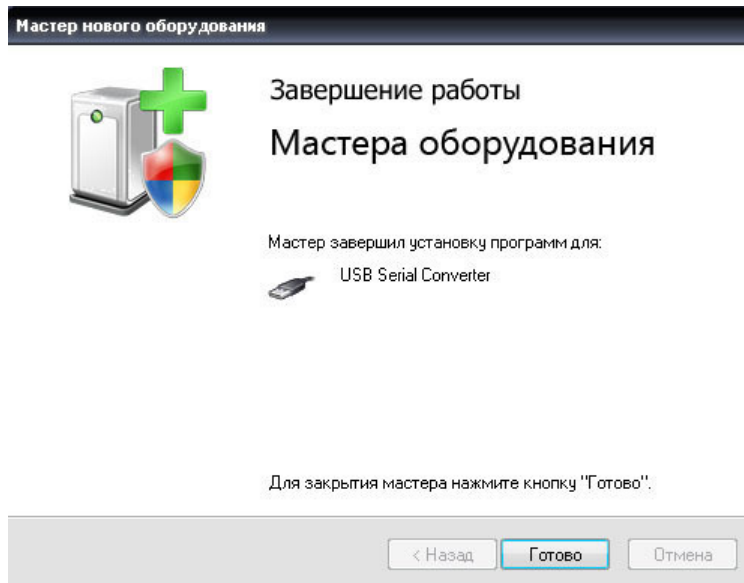 Мастер нового оборудования
Завершение работы
Мастера оборудования
Мастер завершил установку программ для:
USB Serial Converter
Для закрытия мастера нажмите кнопку "Готово".
< Назад
Готово
Отмена